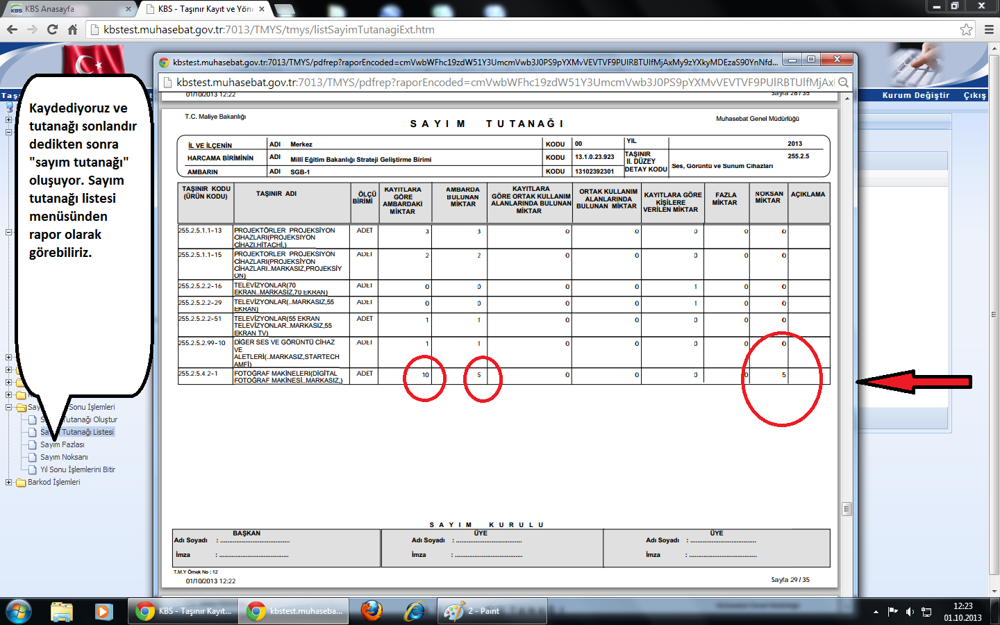 KBS Anasayfa
KBS - Taşınır Kayıt ve Yön
kbstest.muhasebat.gov.tr:7013/TMYS/tmys/listSayimTutanagiExt.htm
kbstest.muhasebat.gov.tr:7013/TMYS/pdfrep?raporEncoded=
kbstest.muhasebat.gov.tr:7013/TMYS/pdfrep?raporEncoded=
Kurum Değiştir Çıkış
01/10/2013 12:22
Sayfa 28 / 35
Kaydediyoruz ve
tutanağı sonlandır
dedikten sonra
"sayım tutanağı"
oluşuyor. Sayım
tutanağı listesi
menüsünden
rapor olarak
görebiliriz.
T.C. Maliye Bakanlığı
SAYIM TUTANAĞI
Muhasebat Genel Müdürlüğü
İL VE İLÇENİN ADI Merkez KODU 00 YIL 2013
HARCAMA BİRİMİNİN ADI Milli Eğitim Bakanlığı Strateji Geliştirme Birimi KODU 13.1.0.23.923 TAŞINIR II. DÜZEY DETAY KODU Ses, Görüntü ve Sunum Cihazları 255.2.5
AMBARIN ADI SGB-1 KODU 13102392301
TAŞINIR KODU (ÜRÜN KODU) TAŞINIR ADI ÖLÇÜ BİRİMİ KAYITLARA GÖRE AMBARDAKİ MİKTAR AMBARDA BULUNAN MİKTAR KAYITLARA GÖRE ORTAK KULLANIM ALANLARINDA BULUNAN MİKTAR ORTAK KULLANIM ALANLARINDA BULUNAN MİKTAR KAYITLARA GÖRE KİŞİLERE VERİLEN MİKTAR FAZLA MİKTAR NOKSAN MİKTAR AÇIKLAMA
255.2.5.1.1-13 PROJEKTÖRLER PROJEKSİYON ADET 3 3 0 0 0 0 0
CİHAZLARI(PROJEKSİYON
CİHAZI.HİTACHİ,)
255.2.5.1.1-15 PROJEKTÖRLER PROJEKSİYON ADET 2 2 0 0 0 0 0
CİHAZLARI(PROJEKSİYON
CİHAZLARI..MARKASIZ,PROJEKSİY
ON)
255.2.5.2.2-16 TELEVİZYONLAR(70 ADET 0 0 0 0 1 0 0
EKRAN..MARKASIZ,70 EKRAN)
255.2.5.2.2-29 TELEVİZYONLAR(..MARKASIZ,55 ADET 0 0 0 0 1 0 0
EKRAN)
255.2.5.2.2-51 TELEVİZYONLAR(55 EKRAN ADET 1 1 0 0 0 0 0
TELEVİZYONLAR..MARKASIZ,55
EKRAN TV)
255.2.5.2.99-10 DİĞER SES VE GÖRÜNTÜ CİHAZ ADET 1 1 0 0 0 0 0
VE
ALETLERİ(..MARKASIZ,STARTECH
AMFİ)
255.2.5.4.2-1 FOTOĞRAF MAKİNELERİ(DİGİTAL ADET 10 5 0 0 0 0 5
FOTOĞRAF MAKİNESİ..MARKASIZ,)
Sonu İşlemleri
Tutanağı Oluştur
Tutanağı Listesi
Sayım Fazlası
Sayım Noksanı
Yıl Sonu İşlemlerini Bitir
Barkod İşlemleri
SAYIM KURULU
BAŞKAN ÜYE ÜYE
Adı Soyadı : ........................................ Adı Soyadı : ........................................ Adı Soyadı : ........................................
İmza : ........................................ İmza : ........................................ İmza : ........................................
T.M.Y Örnek No : 12
01/10/2013 12:22
Sayfa 29 / 35
KBS - Taşınır Kayıt...
kbstest.muhaseba...
2 - Paint
12:23
01.10.2013